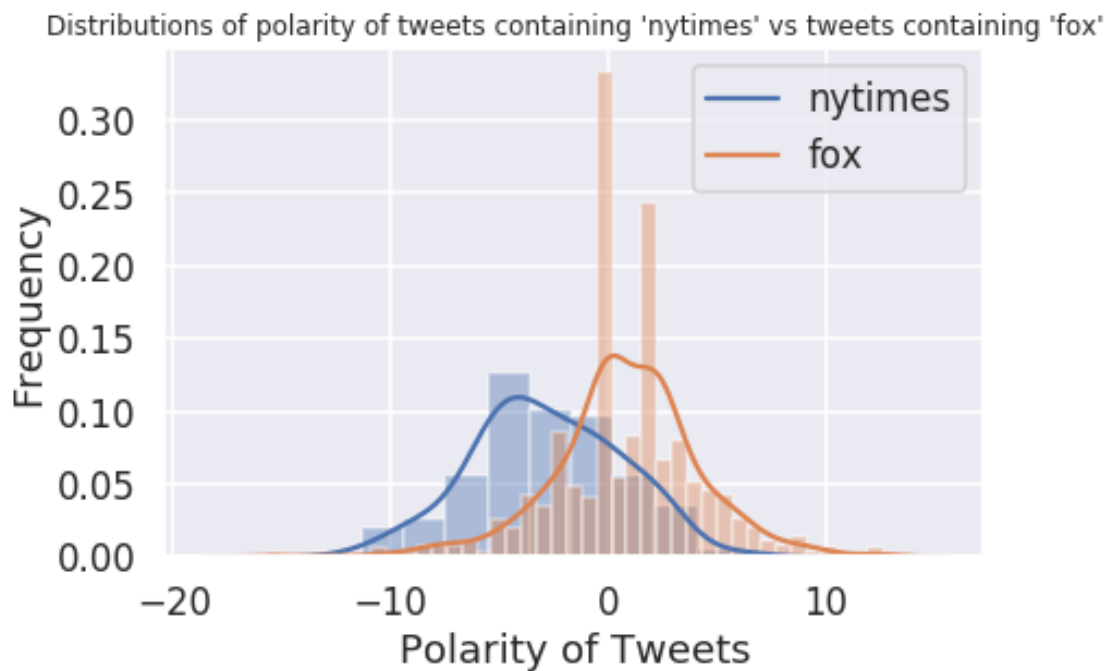 Distributions of polarity of tweets containing 'nytimes' vs tweets containing 'fox'
nytimes
fox
0.30
0.25
0.20
0.15
0.10
0.05
0.00
Frequency
−20
−10
0
10
Polarity of Tweets